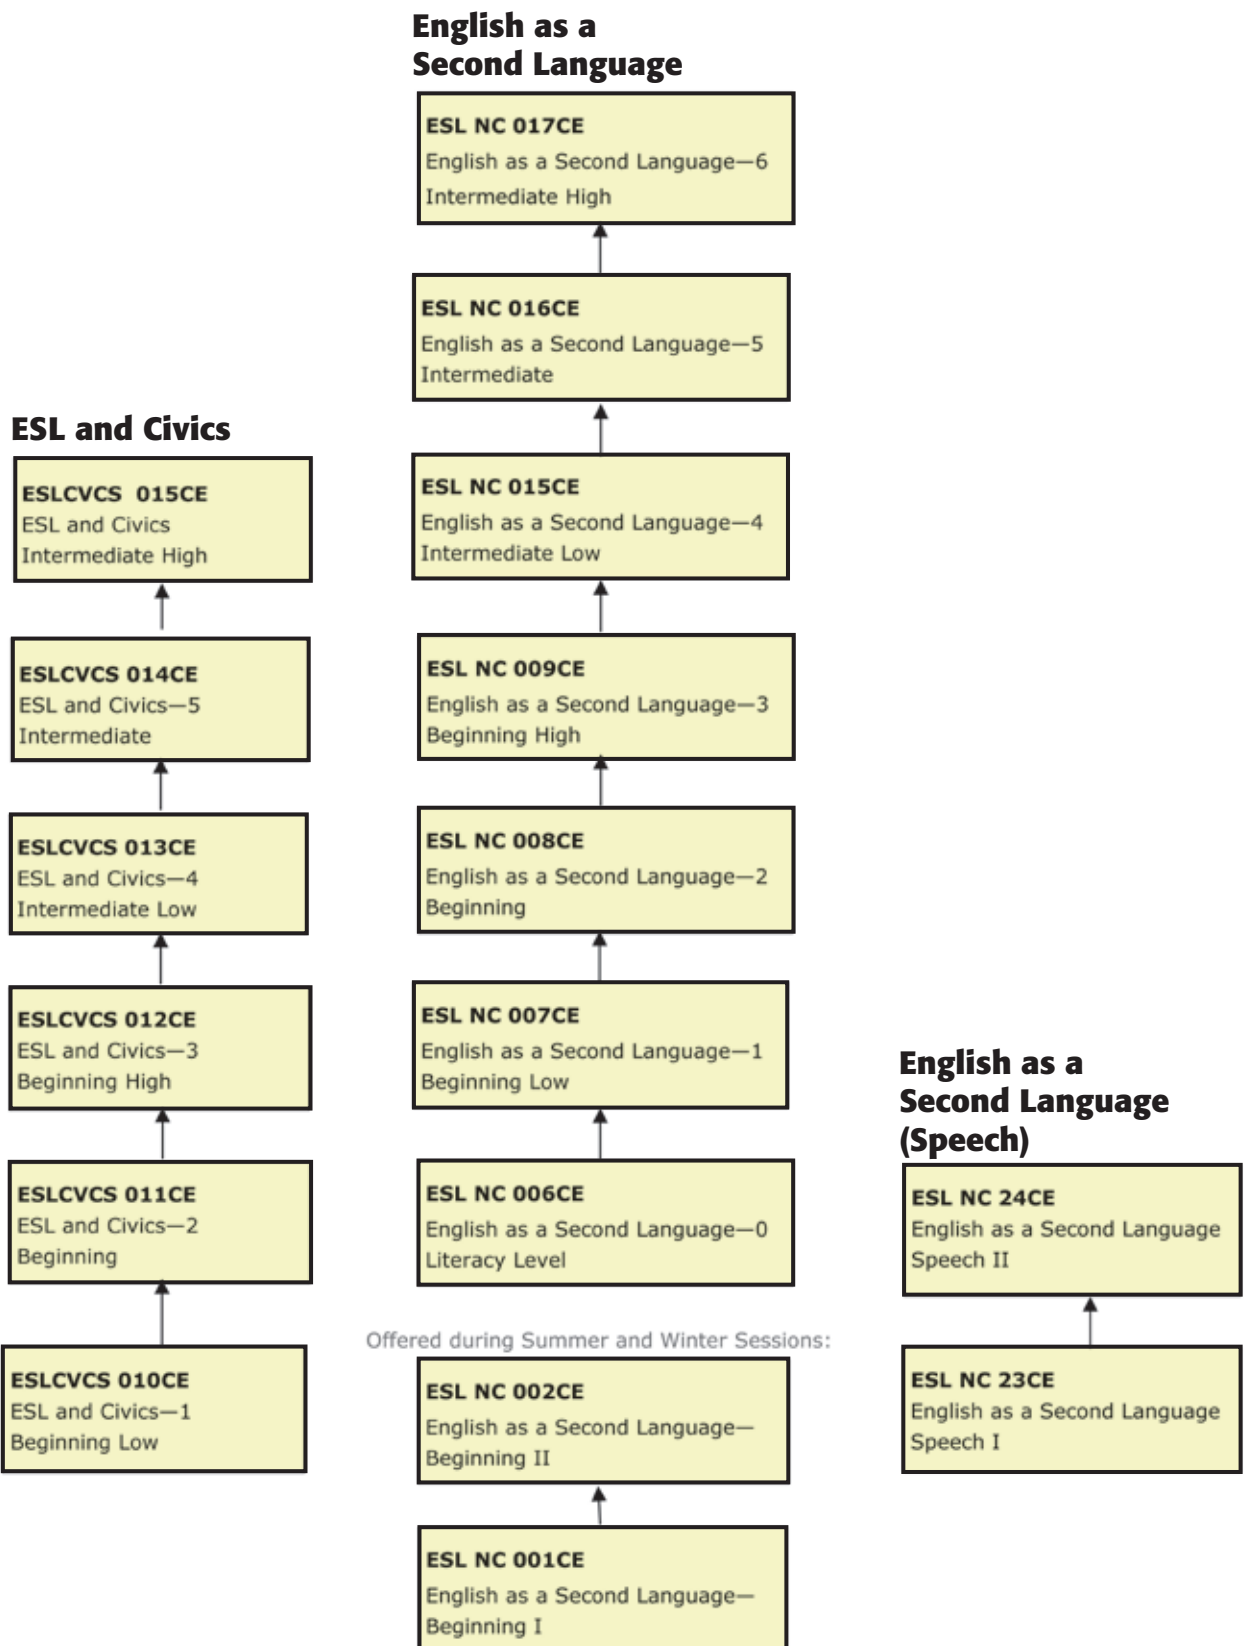 English as a
Second Language
ESL NC 017CE
English as a Second Language—6
Intermediate High
ESL NC 016CE
English as a Second Language—5
Intermediate
ESL NC 015CE
English as a Second Language—4
Intermediate Low
ESL NC 009CE
English as a Second Language—3
Beginning High
ESL NC 008CE
English as a Second Language—2
Beginning
ESL NC 007CE
English as a Second Language—1
Beginning Low
ESL NC 006CE
English as a Second Language—0
Literacy Level
Offered during Summer and Winter Sessions:
ESL NC 002CE
English as a Second Language—
Beginning II
ESL NC 001CE
English as a Second Language—
Beginning I
ESL and Civics
ESLCVCS 015CE
ESL and Civics
Intermediate High
ESLCVCS 014CE
ESL and Civics—5
Intermediate
ESLCVCS 013CE
ESL and Civics—4
Intermediate Low
ESLCVCS 012CE
ESL and Civics—3
Beginning High
ESLCVCS 011CE
ESL and Civics—2
Beginning
ESLCVCS 010CE
ESL and Civics—1
Beginning Low
English as a
Second Language
(Speech)
ESL NC 24CE
English as a Second Language
Speech II
ESL NC 23CE
English as a Second Language
Speech I